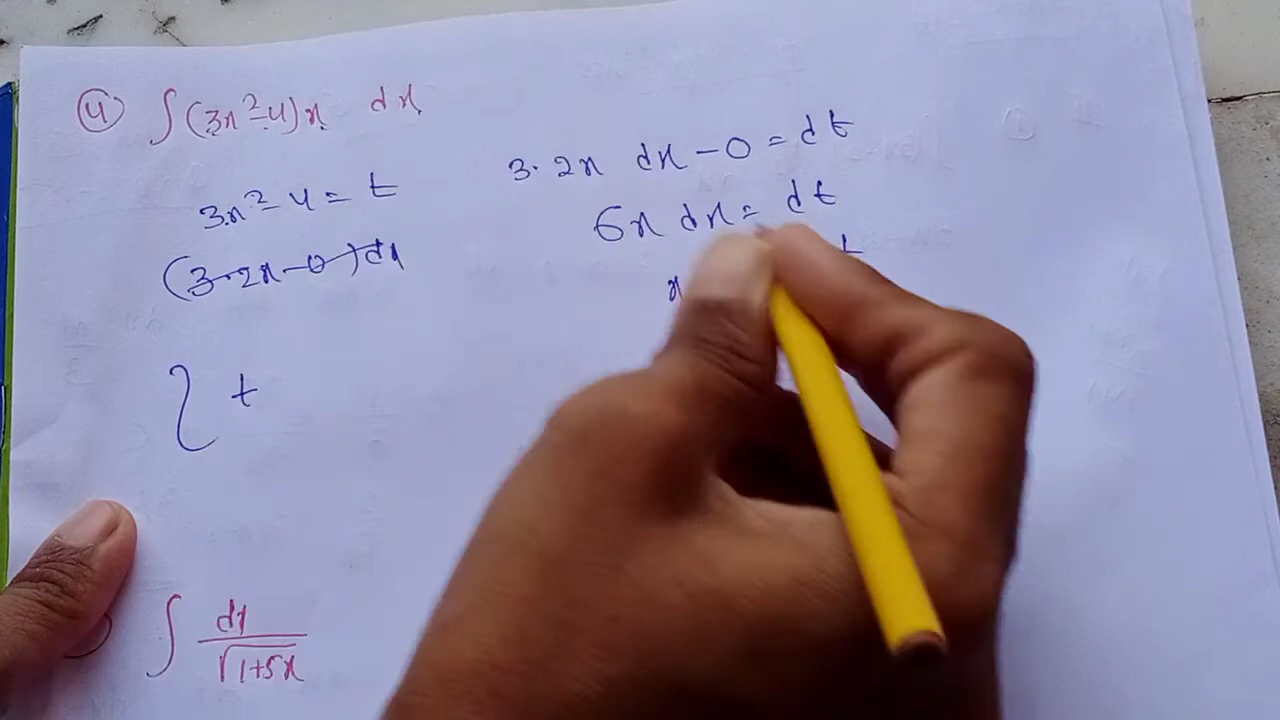 ④ ∫(3x²-4)x dx
3x²-4 = t
(3·2x-0)dx
3·2x dx - 0 = dt
6x dx = dt
x
t
∫ t
∫ dx/√(1+5x)